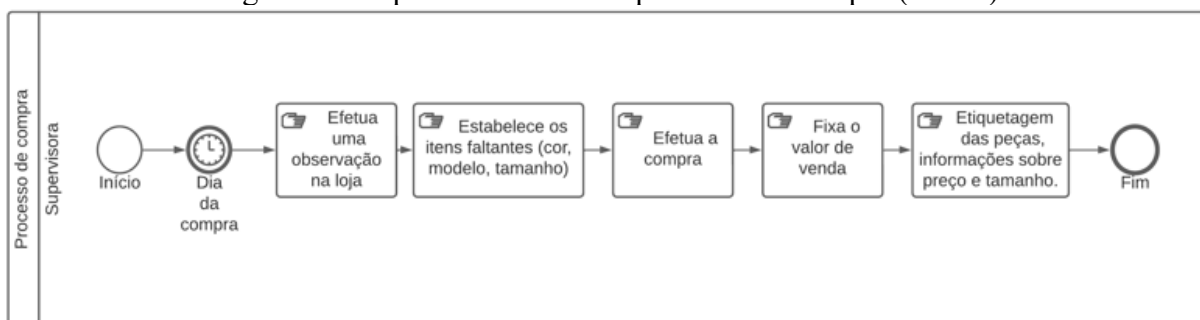 Processo de compra
Supervisora
Início
Dia
da
compra
Efetua
uma
observação
na loja
Estabelece os
itens faltantes (cor,
modelo, tamanho)
Efetua a
compra
Fixa o
valor de
venda
Etiquetagem
das peças,
informações sobre
preço e tamanho.
Fim